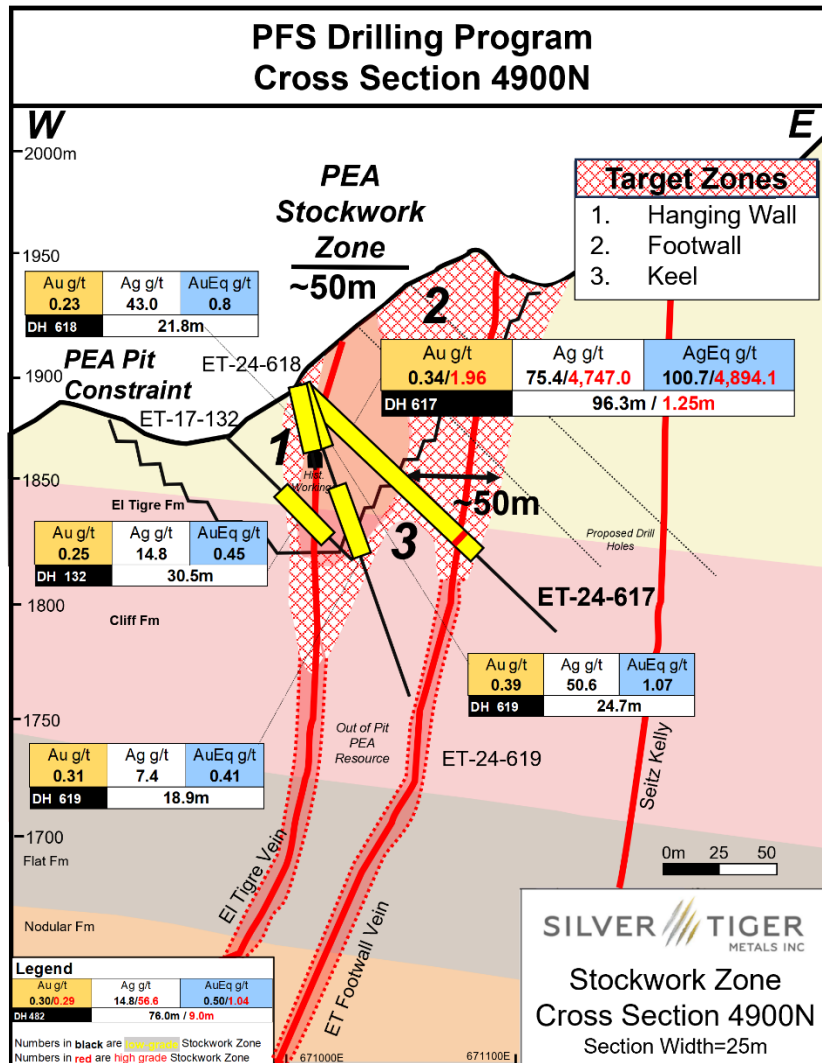 PFS Drilling Program
Cross Section 4900N
W
E
2000m
Target Zones
1. Hanging Wall
2. Footwall
3. Keel
PEA
Stockwork
Zone
~50m
1950
2
Au g/t Ag g/t AuEq g/t
0.23 43.0 0.8
DH 618 21.8m
Au g/t Ag g/t AgEq g/t
0.34/1.96 75.4/4,747.0 100.7/4,894.1
DH 617 96.3m / 1.25m
PEA Pit
Constraint
ET-24-618
1900
ET-17-132
1
Hist.
Working
1850
~50m
El Tigre Fm
3
Proposed Drill
Holes
Au g/t Ag g/t AuEq g/t
0.25 14.8 0.45
DH 132 30.5m
1800
ET-24-617
Cliff Fm
Au g/t Ag g/t AuEq g/t
0.39 50.6 1.07
DH 619 24.7m
1750
Out of Pit
PEA
Resource
ET-24-619
Seitz Kelly
Au g/t Ag g/t AuEq g/t
0.31 7.4 0.41
DH 619 18.9m
1700
Flat Fm
0m 25 50
El Tigre Vein
ET Footwall Vein
Nodular Fm
SILVER TIGER
METALS INC
Stockwork Zone
Cross Section 4900N
Section Width=25m
Legend
Au g/t Ag g/t AuEq g/t
0.30/0.29 14.8/56.6 0.50/1.04
DH 482 76.0m / 9.0m
Numbers in black are low-grade Stockwork Zone
Numbers in red are high grade Stockwork Zone
671000E
671100E